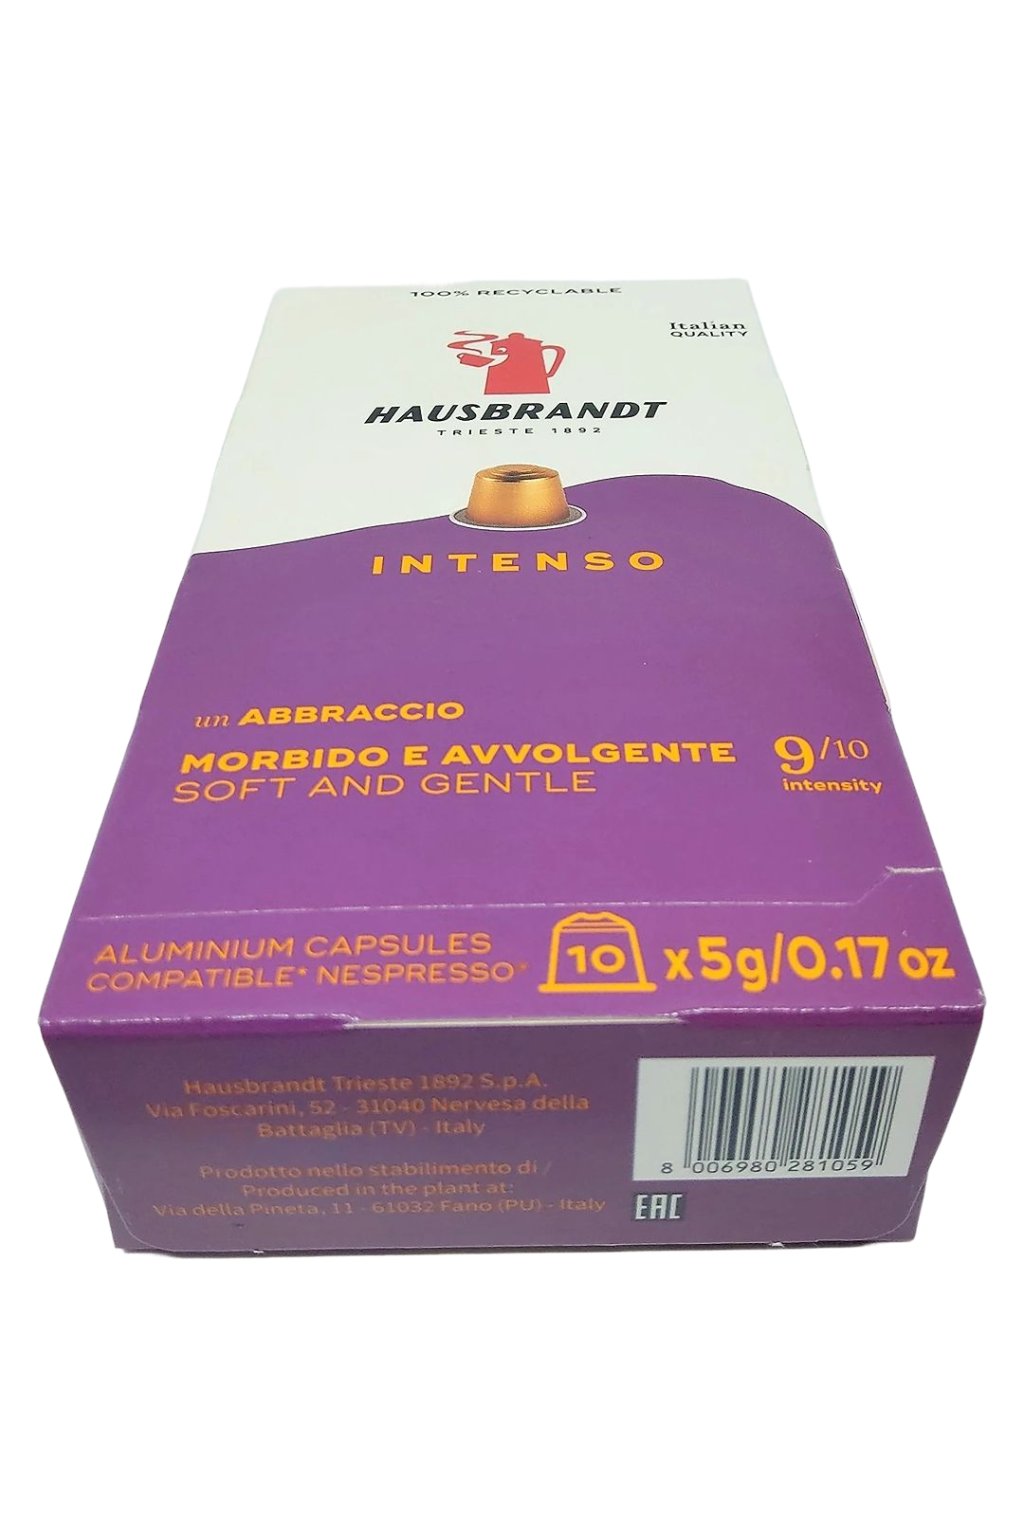 100% RECYCLABLE
Italian
QUALITY
HAUSBRANDT
TRIESTE 1892
INTENSO
un ABBRACCIO
MORBIDO E AVVOLGENTE
SOFT AND GENTLE
9/10
intensity
ALUMINIUM CAPSULES
COMPATIBLE* NESPRESSO*
10 x5g/0.17oz
Hausbrandt Trieste 1892 S.p.A.
Via Foscarini, 52 - 31040 Nervesa della
Battaglia (TV) - Italy
Prodotto nello stabilimento di /
Produced in the plant at:
Via della Pineta, 11 - 61032 Fano (PU) - Italy
8 006980 281059
EAC